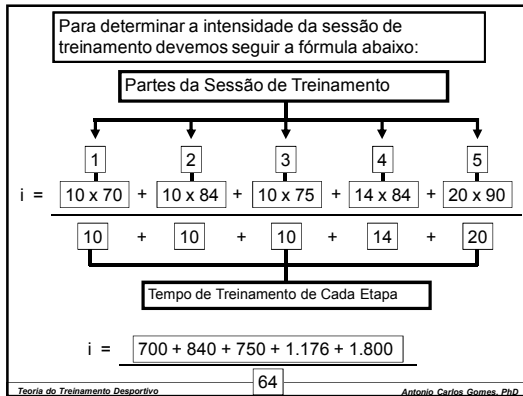 Para determinar a intensidade da sessão de
treinamento devemos seguir a fórmula abaixo:
Partes da Sessão de Treinamento
1 2 3 4 5
i = 10 x 70 + 10 x 84 + 10 x 75 + 14 x 84 + 20 x 90
10 + 10 + 10 + 14 + 20
Tempo de Treinamento de Cada Etapa
i = 700 + 840 + 750 + 1.176 + 1.800
64
Teoria do Treinamento Desportivo Antonio Carlos Gomes, PhD